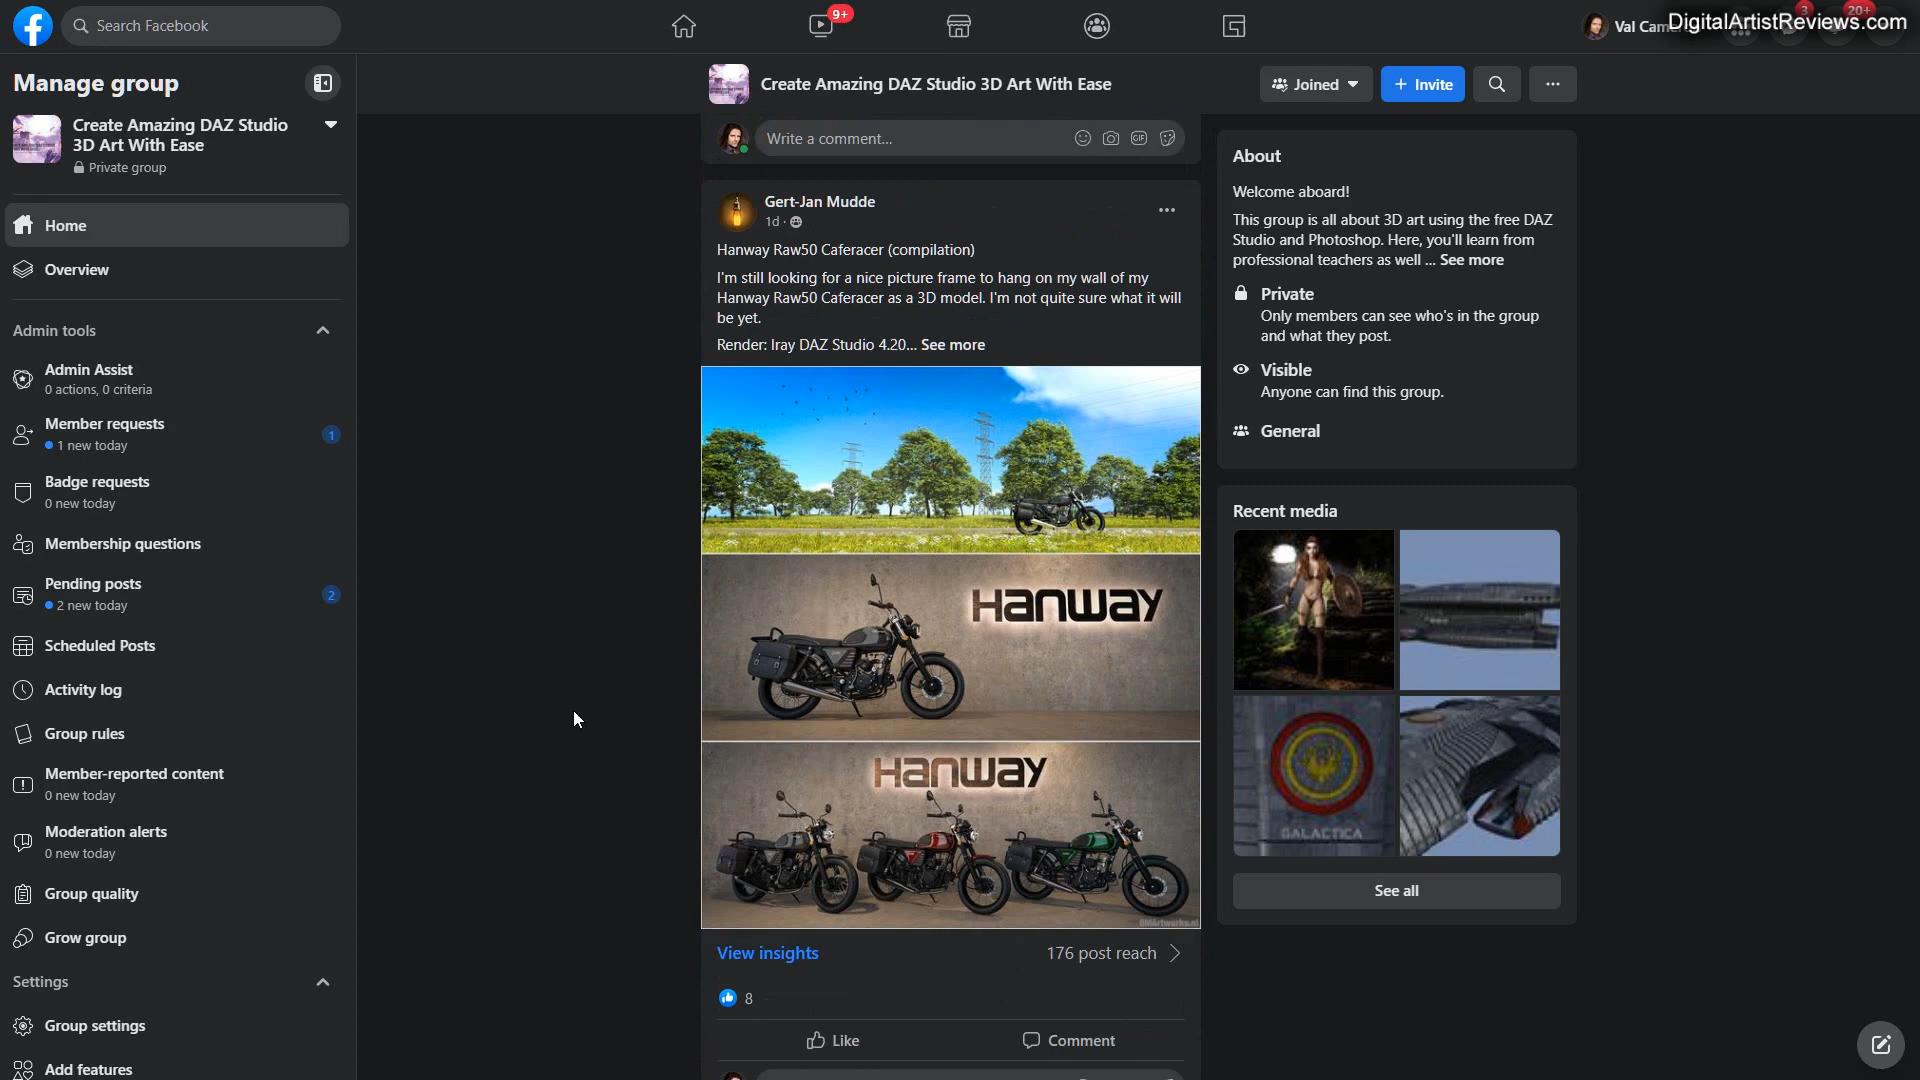 Search Facebook
9+
Val Cam
3
20+
DigitalArtistReviews.com
Manage group
Create Amazing DAZ Studio
3D Art With Ease
Private group
Home
Overview
Admin tools
Admin Assist
0 actions, 0 criteria
Member requests
1 new today
1
Badge requests
0 new today
Membership questions
Pending posts
2 new today
2
Scheduled Posts
Activity log
Group rules
Member-reported content
0 new today
Moderation alerts
0 new today
Group quality
Grow group
Settings
Group settings
Add features
Create Amazing DAZ Studio 3D Art With Ease
Joined
+ Invite
Write a comment...
GIF
Gert-Jan Mudde
1d ·
Hanway Raw50 Caferacer (compilation)
I'm still looking for a nice picture frame to hang on my wall of my
Hanway Raw50 Caferacer as a 3D model. I'm not quite sure what it will
be yet.
Render: Iray DAZ Studio 4.20... See more
HANWAY
HANWAY
GMArtworks.nl
View insights
176 post reach
8
Like
Comment
About
Welcome aboard!
This group is all about 3D art using the free DAZ
Studio and Photoshop. Here, you'll learn from
professional teachers as well ... See more
Private
Only members can see who's in the group
and what they post.
Visible
Anyone can find this group.
General
Recent media
GALACTICA
See all